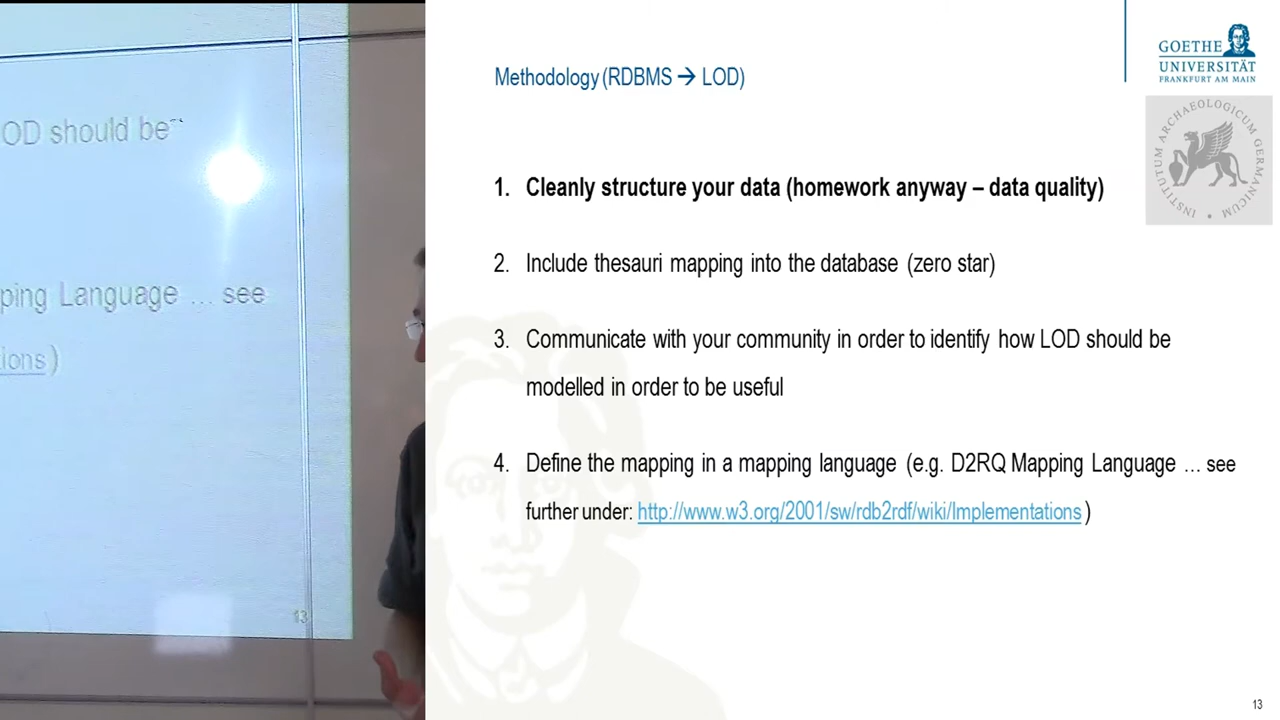 OD should be
ping Language ... see
ions)
13
Methodology (RDBMS → LOD)
GOETHE
UNIVERSITÄT
FRANKFURT AM MAIN
INSTITUTUM ARCHAEOLOGICUM GERMANICUM
1. Cleanly structure your data (homework anyway – data quality)
2. Include thesauri mapping into the database (zero star)
3. Communicate with your community in order to identify how LOD should be
modelled in order to be useful
4. Define the mapping in a mapping language (e.g. D2RQ Mapping Language … see
further under: http://www.w3.org/2001/sw/rdb2rdf/wiki/Implementations )
13